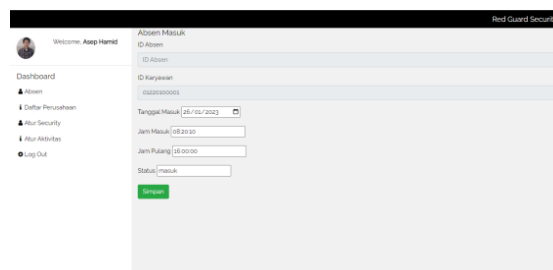 Red Guard Securit
Welcome, Asep Hamid
Dashboard
Absen
Daftar Perusahaan
Atur Security
Atur Aktivitas
Log Out
Absen Masuk
ID Absen
ID Absen
ID Karyawan
01220100001
Tanggal Masuk 26/01/2023
Jam Masuk 08:20:10
Jam Pulang 16:00:00
Status masuk
Simpan